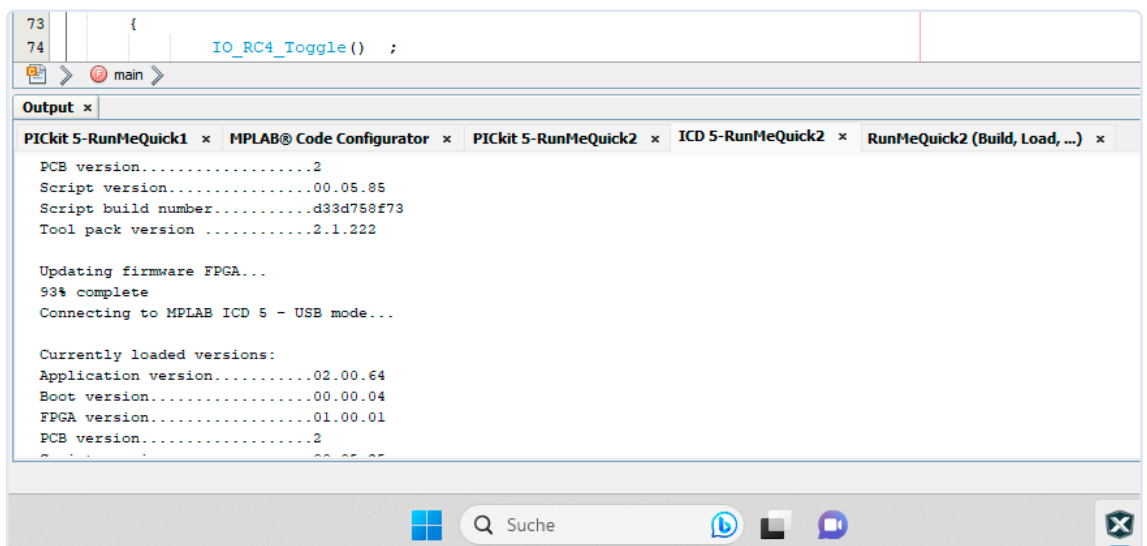 73 {
74 IO_RC4_Toggle() ;
main
Output x
PICkit 5-RunMeQuick1 x MPLAB® Code Configurator x PICkit 5-RunMeQuick2 x ICD 5-RunMeQuick2 x RunMeQuick2 (Build, Load, ...) x
PCB version...................2
Script version................00.05.85
Script build number...........d33d758f73
Tool pack version ............2.1.222
Updating firmware FPGA...
93% complete
Connecting to MPLAB ICD 5 - USB mode...
Currently loaded versions:
Application version...........02.00.64
Boot version..................00.00.04
FPGA version..................01.00.01
PCB version...................2
Suche